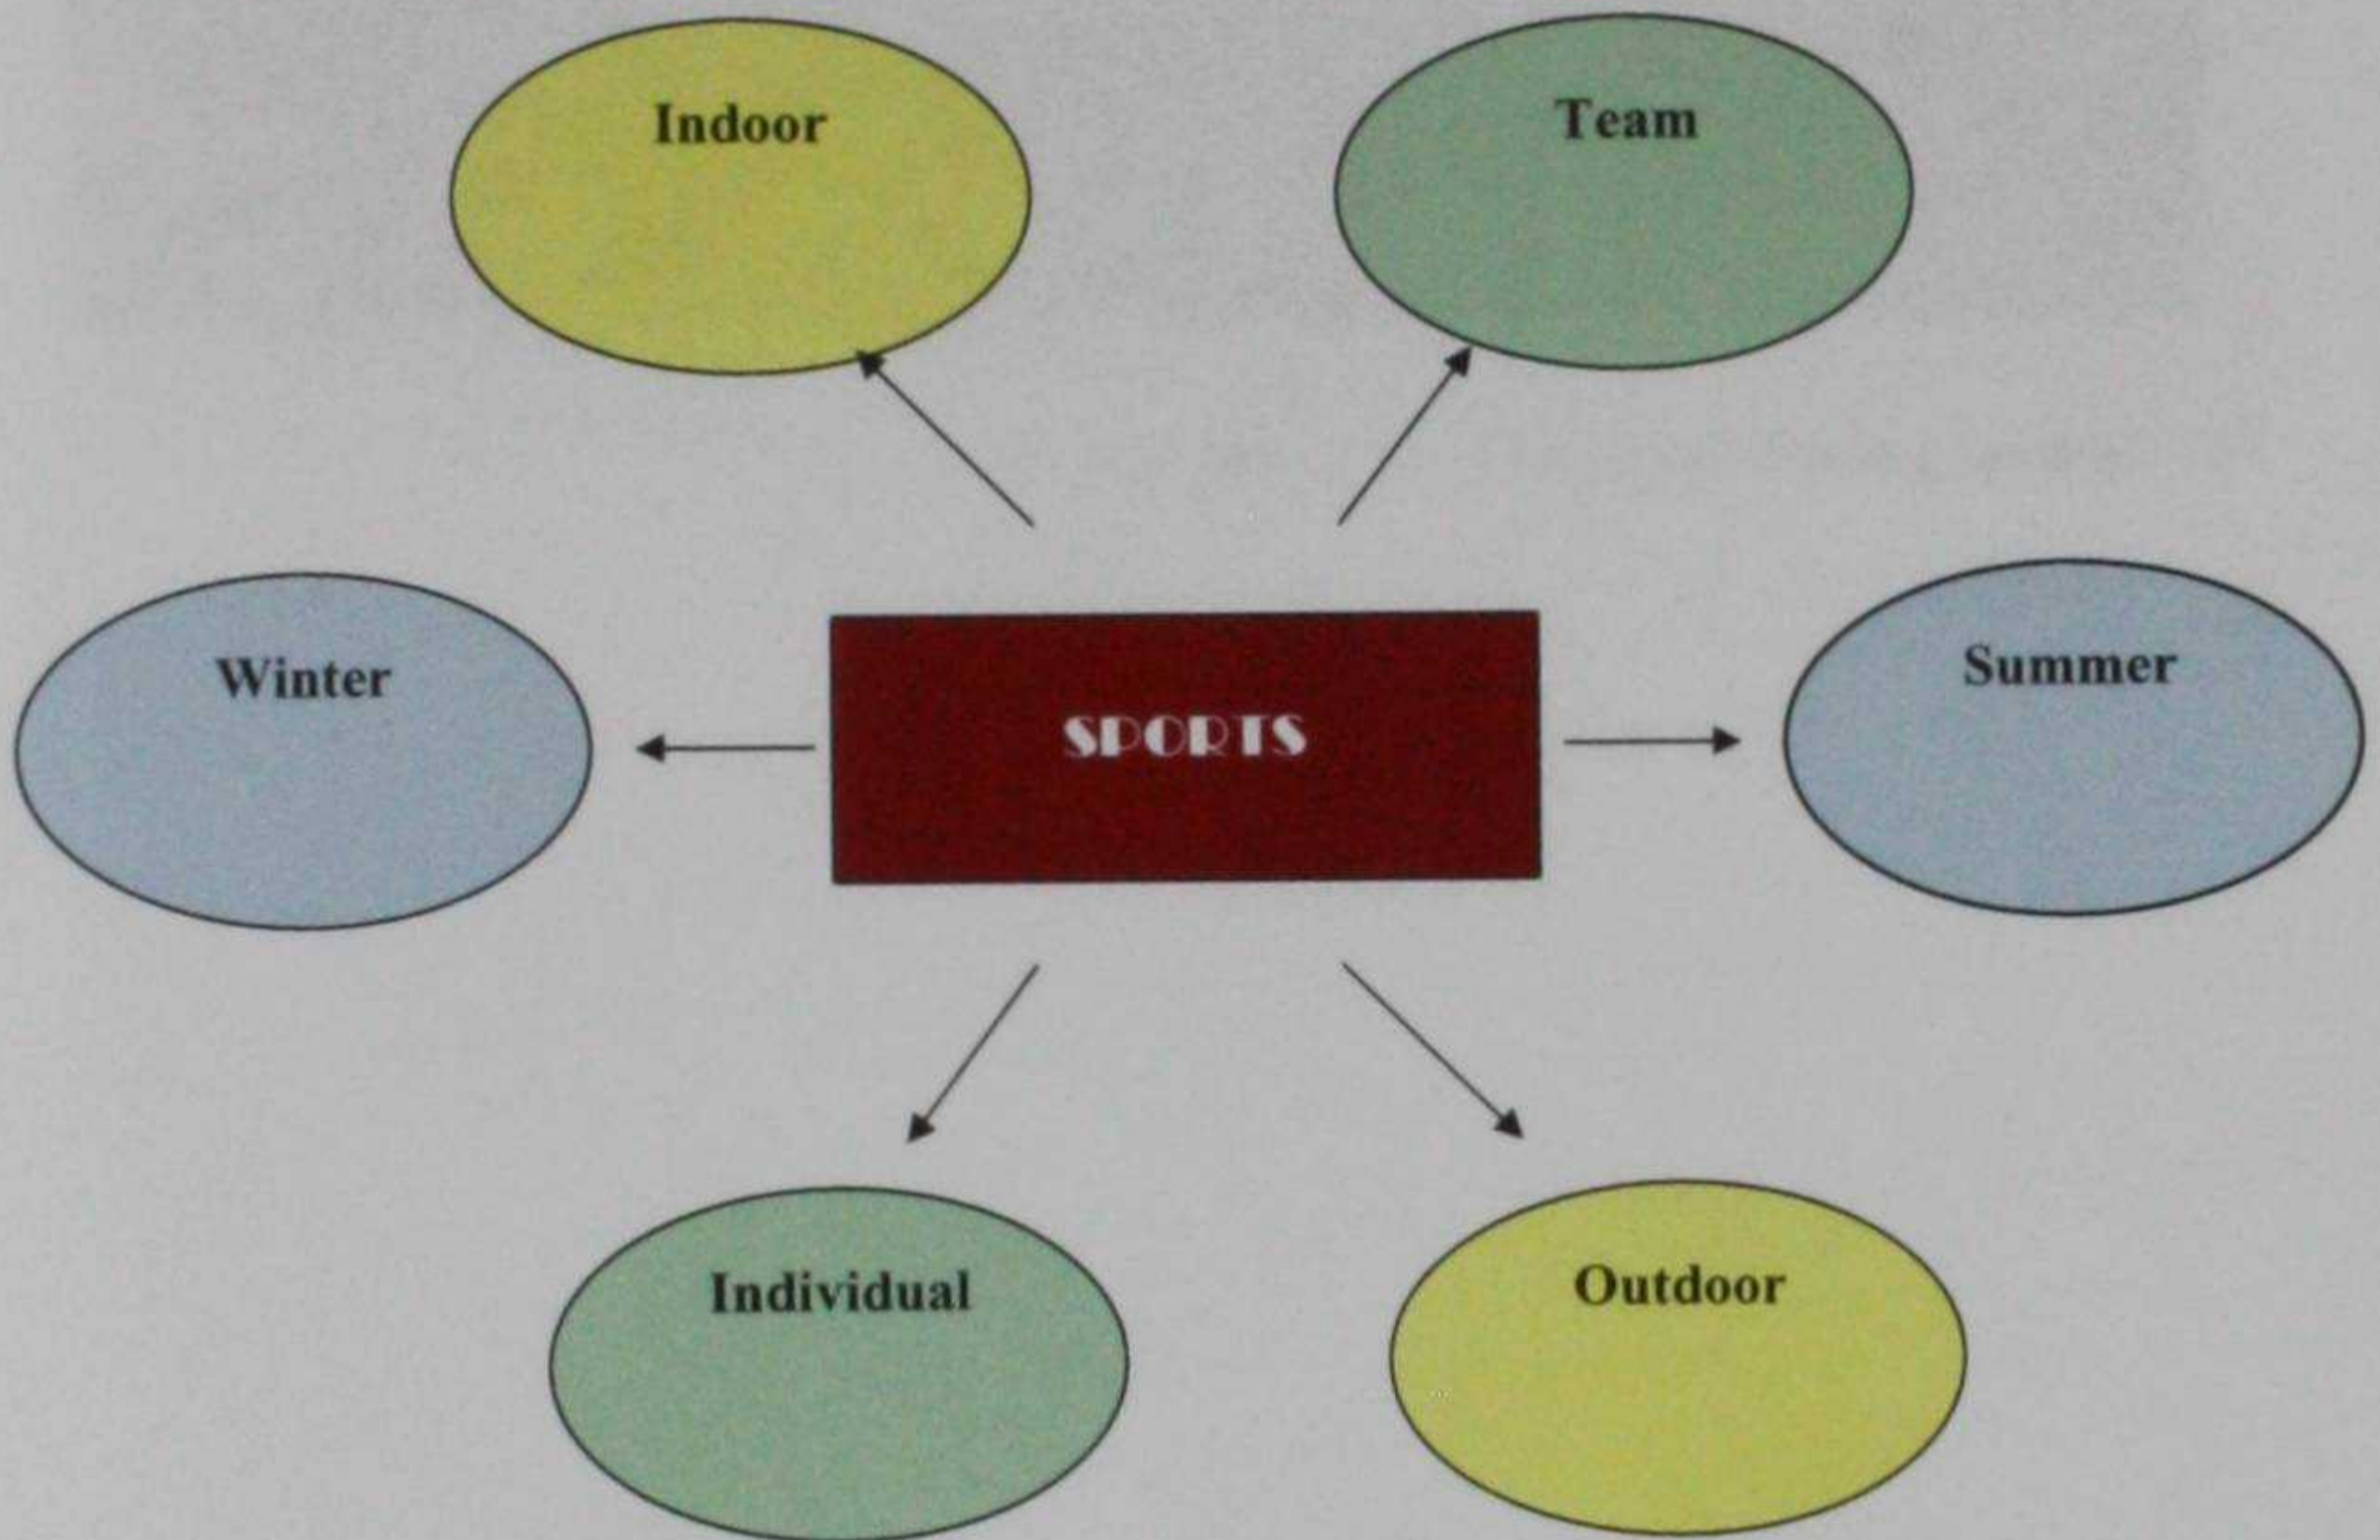 Indoor
Team
Winter
SPORTS
Summer
Individual
Outdoor